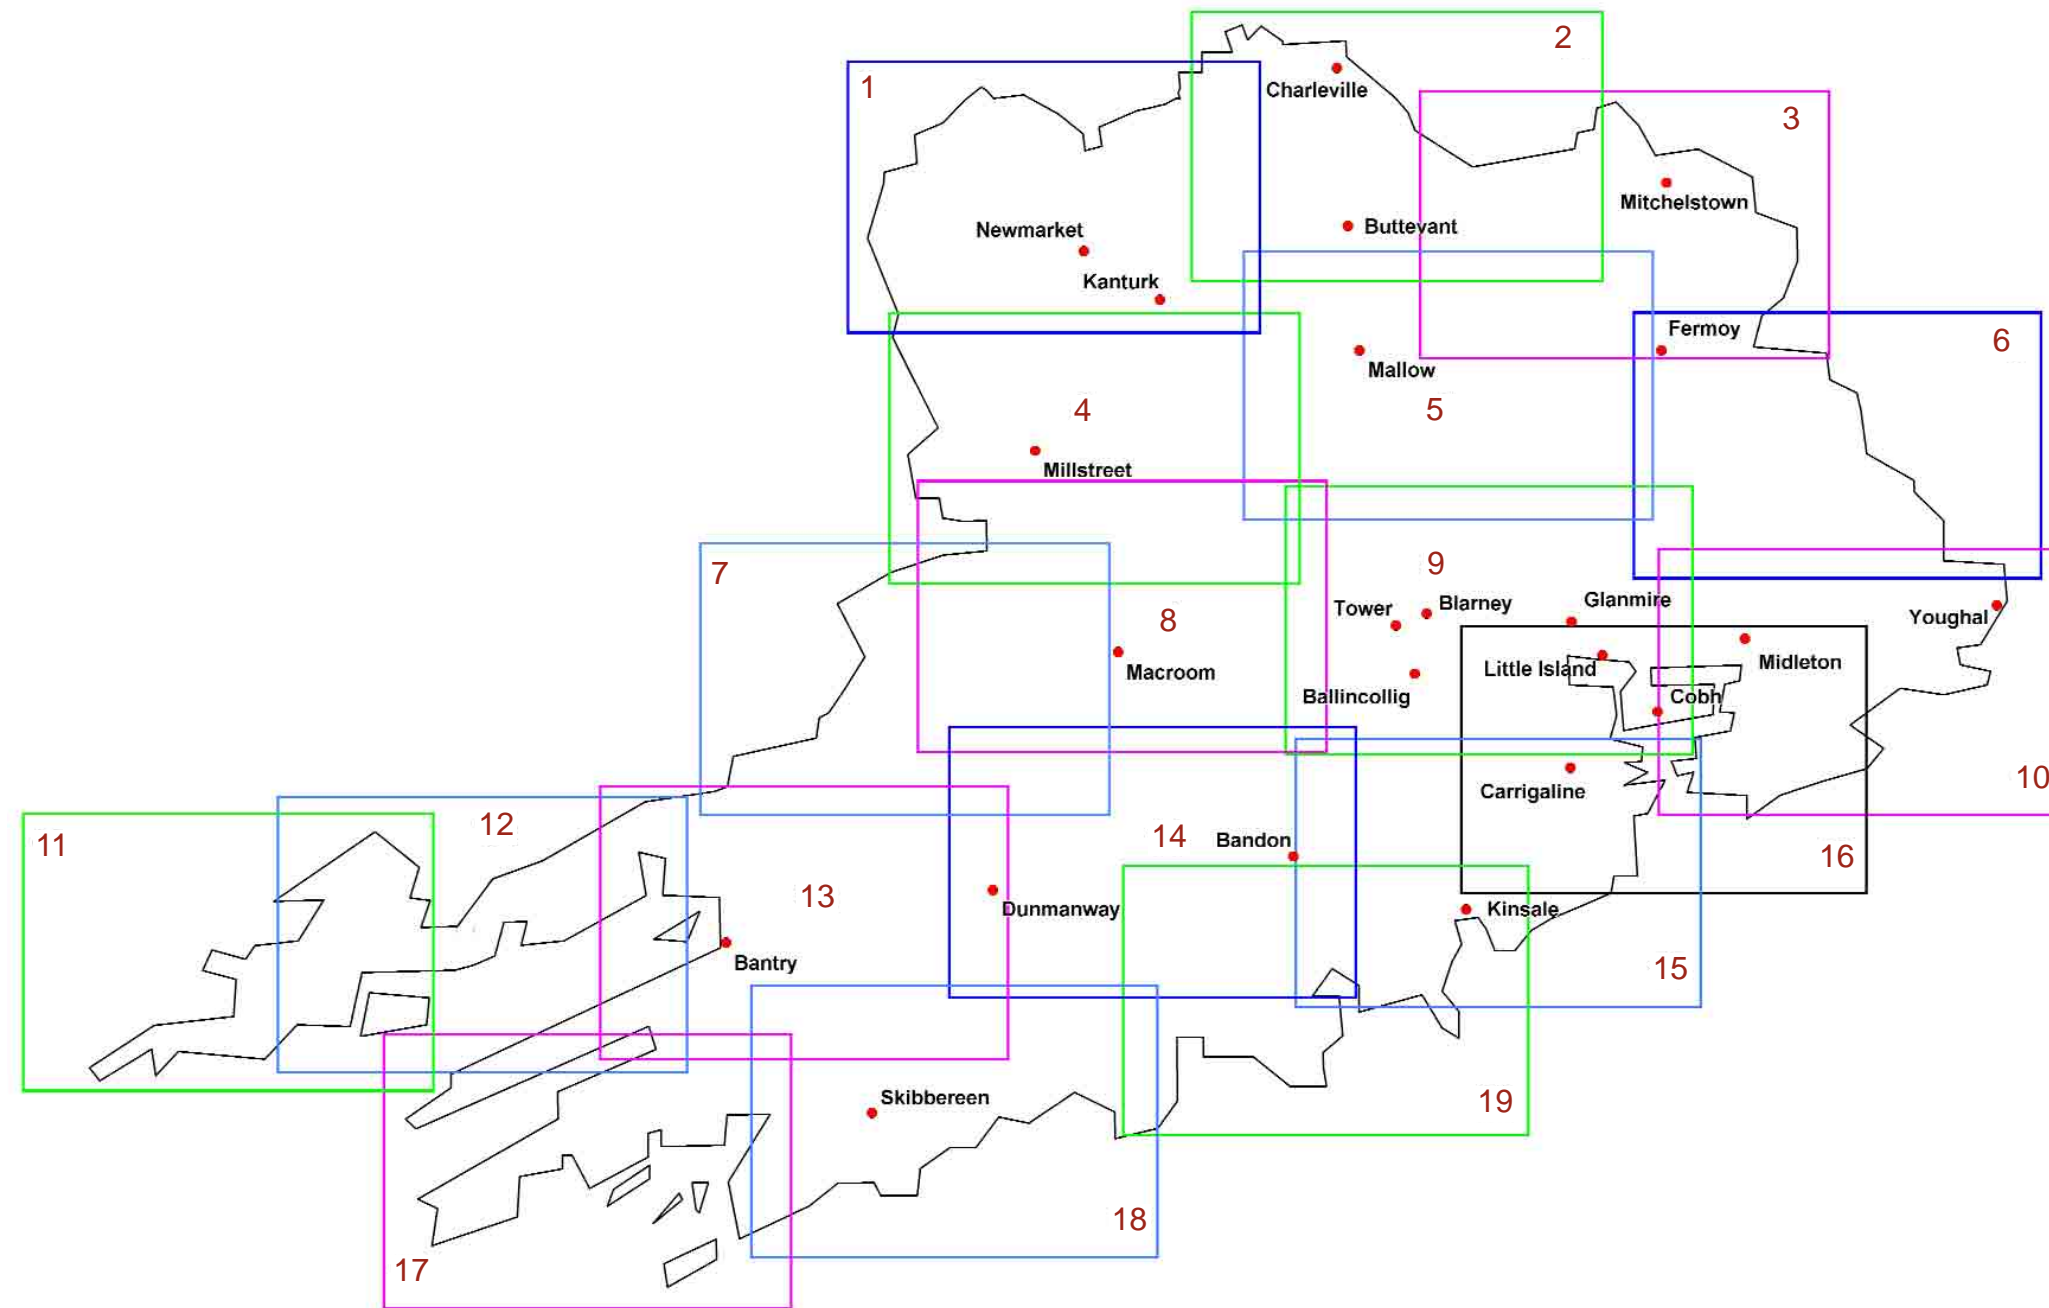 2
1
Charleville
3
Mitchelstown
Newmarket
Buttevant
Kanturk
Fermoy
6
Mallow
4
5
Millstreet
9
7
Glanmire
Tower
Blarney
8
Youghal
Macroom
Little Island
Midleton
Ballincollig
Cobh
10
Carrigaline
12
11
14
Bandon
16
13
Dunmanway
Kinsale
Bantry
15
Skibbereen
19
18
17